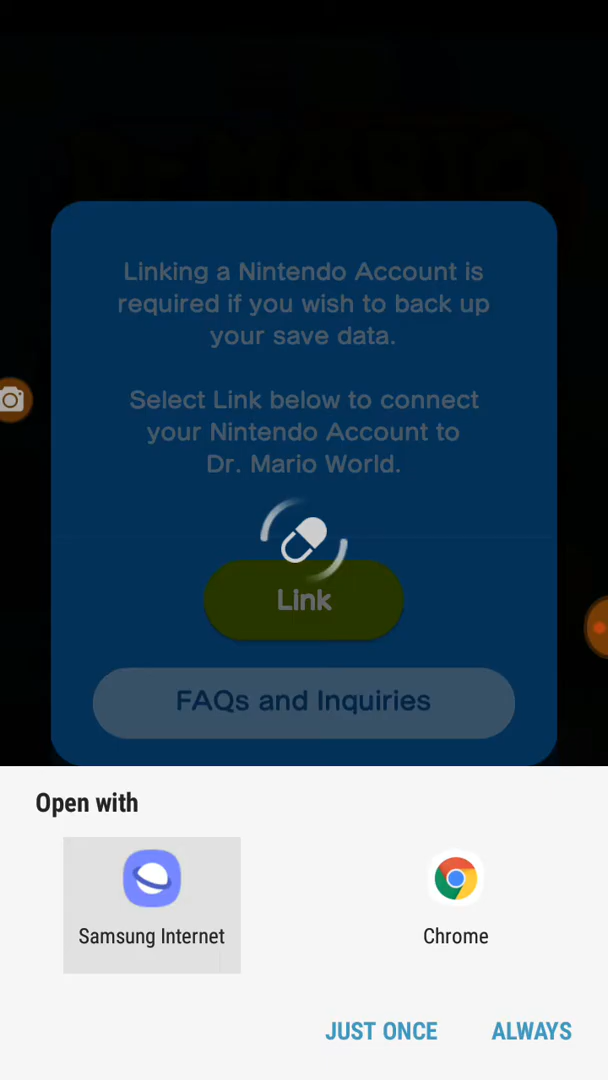 Linking a Nintendo Account is
required if you wish to back up
your save data.
Select Link below to connect
your Nintendo Account to
Dr. Mario World.
Link
FAQs and Inquiries
Open with
Samsung Internet
Chrome
JUST ONCE
ALWAYS